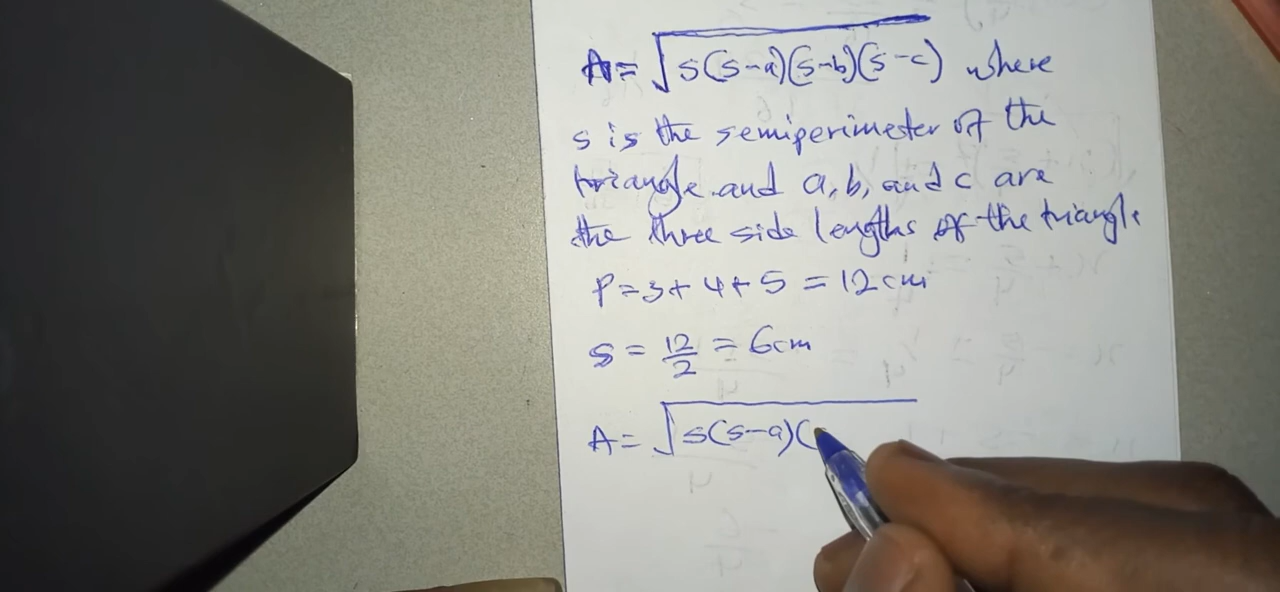 A = √s(s-a)(s-b)(s-c) where
s is the semiperimeter of the
triangle and a, b, and c are
the three side lengths of the triangle
P = 3 + 4 + 5 = 12cm
s = 12/2 = 6cm
A = √s(s-a)(